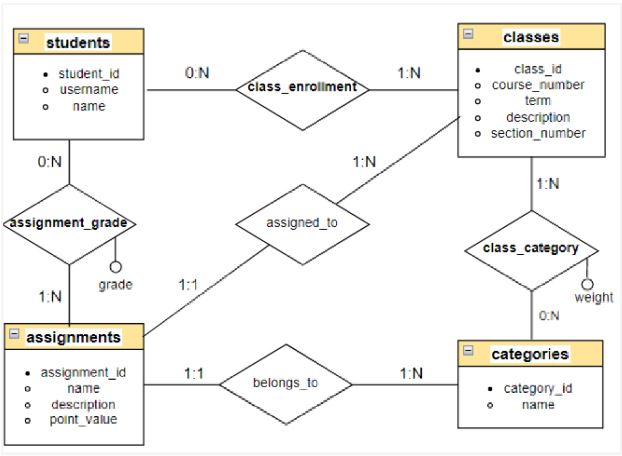 students
student_id
username
name
0:N
class_enrollment
1:N
classes
class_id
course_number
term
description
section_number
0:N
assignment_grade
grade
1:N
1:N
assigned_to
1:1
1:N
class_category
weight
0:N
assignments
assignment_id
name
description
point_value
1:1
belongs_to
1:N
categories
category_id
name